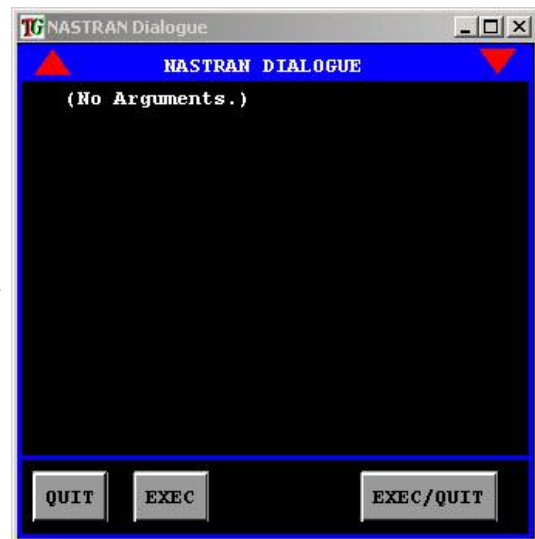 TG NASTRAN Dialogue
NASTRAN DIALOGUE
(No Arguments.)
QUIT EXEC EXEC/QUIT